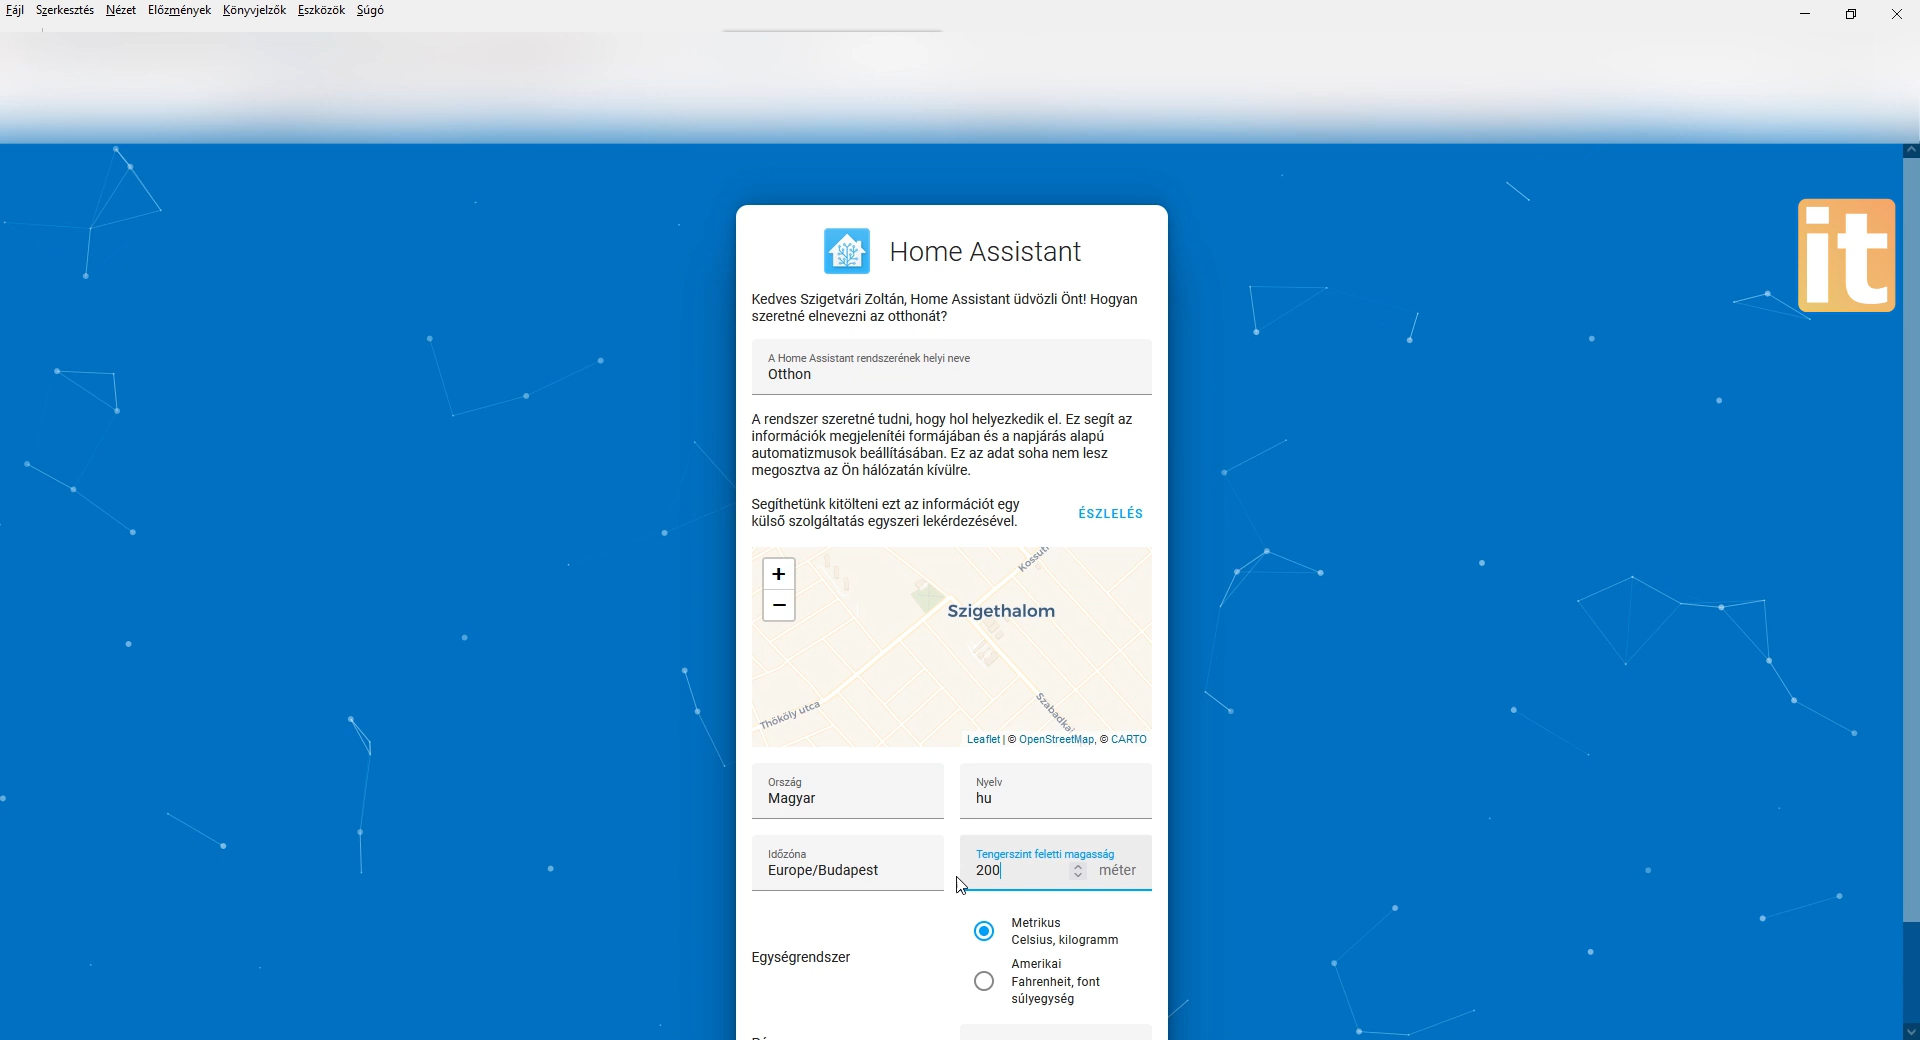 Fájl Szerkesztés Nézet Előzmények Könyvjelzők Eszközök Súgó
it
Home Assistant
Kedves Szigetvári Zoltán, Home Assistant üdvözli Önt! Hogyan
szeretné elnevezni az otthonát?
A Home Assistant rendszerének helyi neve
Otthon
A rendszer szeretné tudni, hogy hol helyezkedik el. Ez segít az
információk megjelenítéi formájában és a napjárás alapú
automatizmusok beállításában. Ez az adat soha nem lesz
megosztva az Ön hálózatán kívülre.
Segíthetünk kitölteni ezt az információt egy
külső szolgáltatás egyszeri lekérdezésével.
ÉSZLELÉS
+
−
Szigethalom
Thököly utca
Leaflet | © OpenStreetMap, © CARTO
Ország
Magyar
Nyelv
hu
Időzóna
Europe/Budapest
Tengerszint feletti magasság
200 méter
Egységrendszer
Metrikus
Celsius, kilogramm
Amerikai
Fahrenheit, font
súlyegység